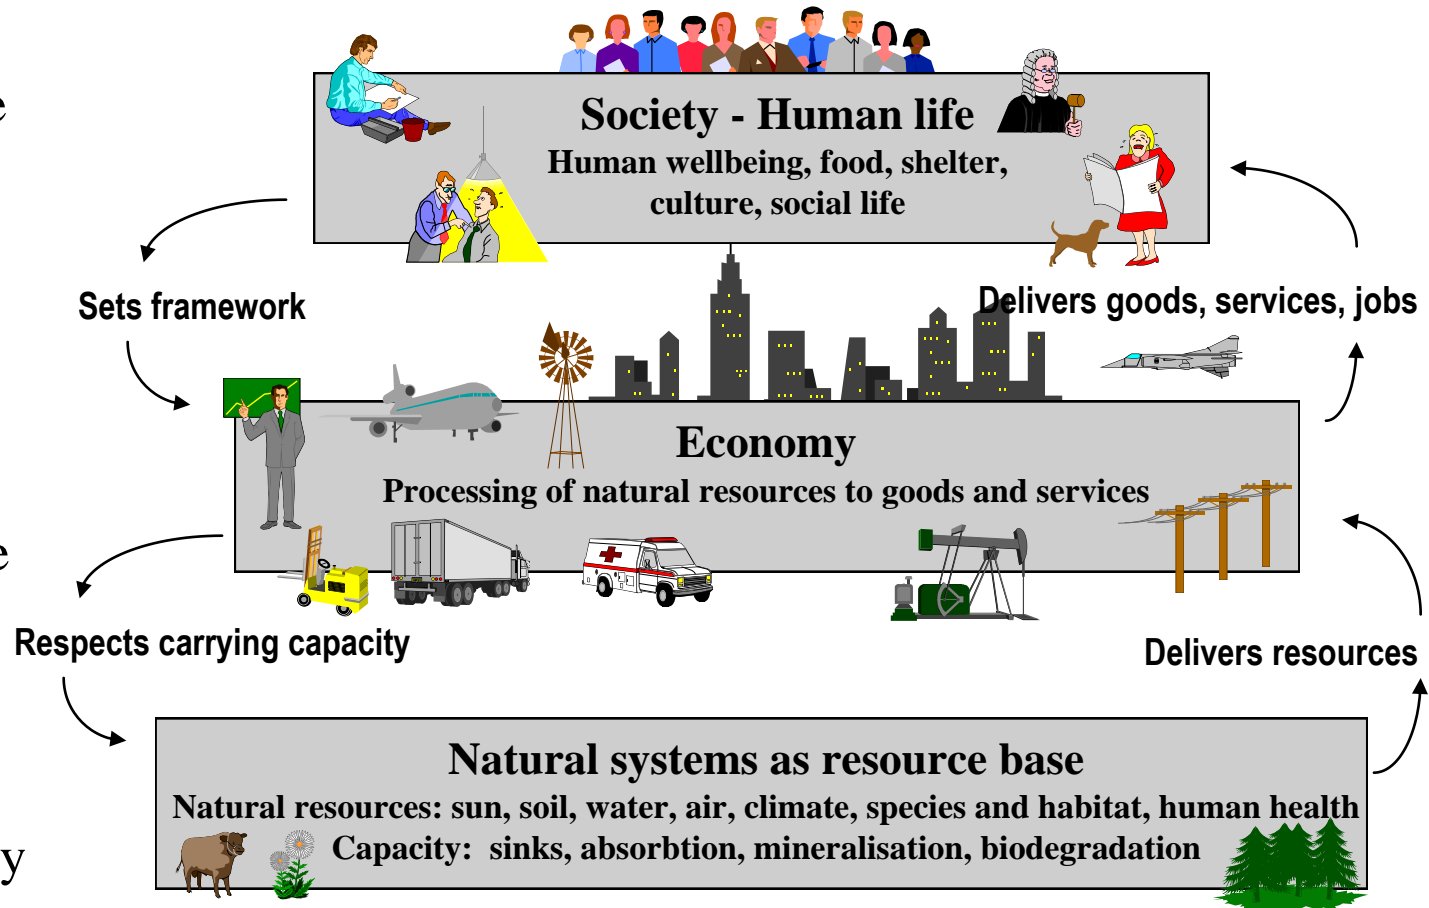 e
Society - Human life
Human wellbeing, food, shelter,
culture, social life
Sets framework
Delivers goods, services, jobs
Economy
Processing of natural resources to goods and services
e
Respects carrying capacity
Delivers resources
Natural systems as resource base
Natural resources: sun, soil, water, air, climate, species and habitat, human health
Capacity: sinks, absorbtion, mineralisation, biodegradation
y